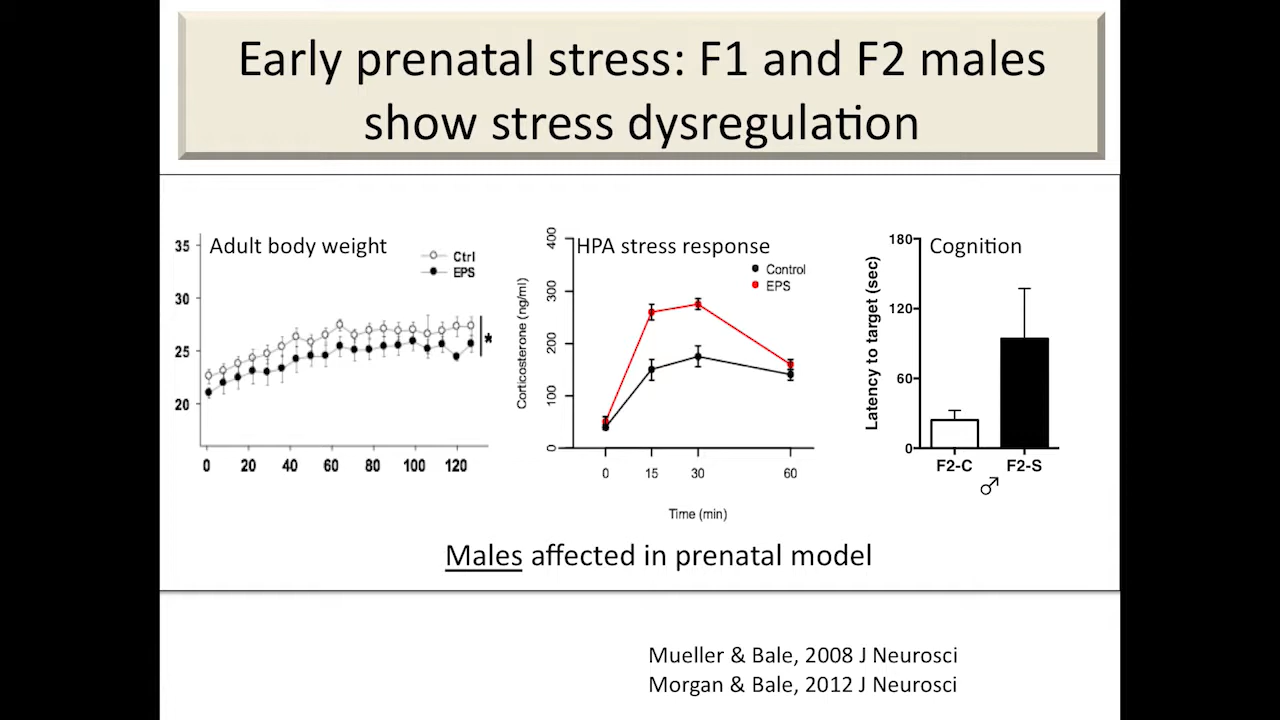 Early prenatal stress: F1 and F2 males
show stress dysregulation
Adult body weight
Ctrl
EPS
35
30
25
20
0 20 40 60 80 100 120
*
HPA stress response
Control
EPS
Corticosterone (ng/ml)
400
300
200
100
0
0 15 30 60
Time (min)
Cognition
Latency to target (sec)
180
120
60
0
F2-C F2-S
♂
Males affected in prenatal model
Mueller & Bale, 2008 J Neurosci
Morgan & Bale, 2012 J Neurosci